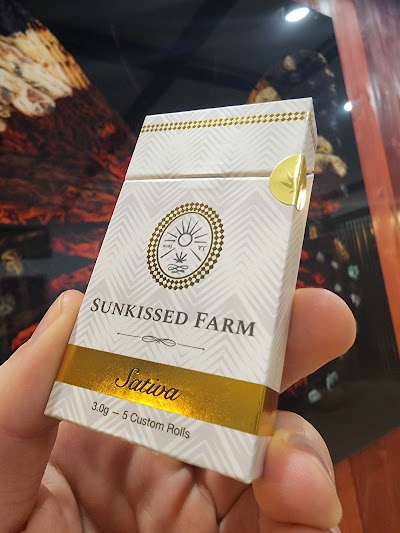 SUNKISSED FARM
Sativa
3.0g — 5 Custom Rolls